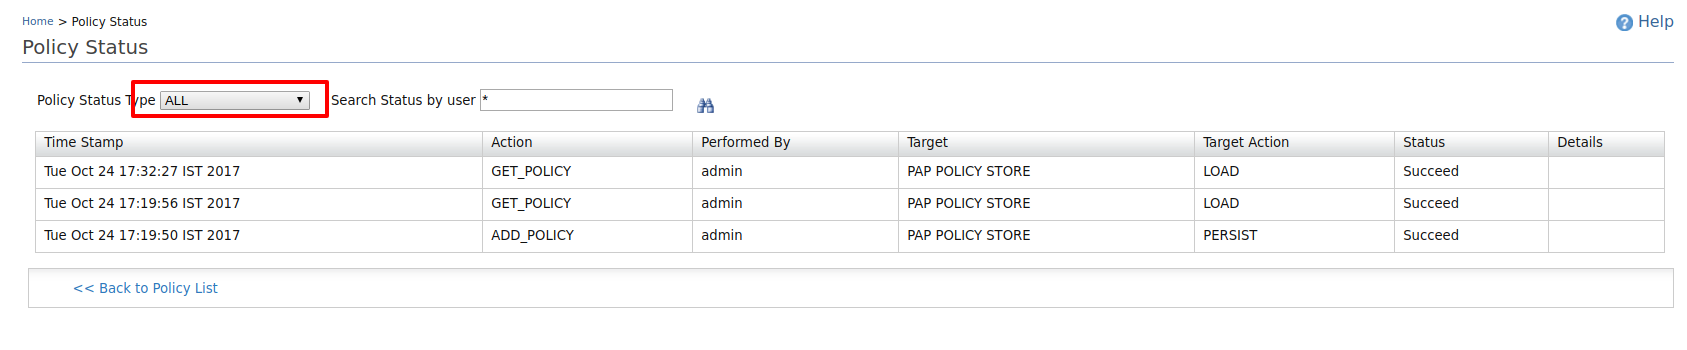 Home > Policy Status
Help
Policy Status
Policy Status Type ALL Search Status by user *
Time Stamp Action Performed By Target Target Action Status Details
Tue Oct 24 17:32:27 IST 2017 GET_POLICY admin PAP POLICY STORE LOAD Succeed
Tue Oct 24 17:19:56 IST 2017 GET_POLICY admin PAP POLICY STORE LOAD Succeed
Tue Oct 24 17:19:50 IST 2017 ADD_POLICY admin PAP POLICY STORE PERSIST Succeed
<< Back to Policy List